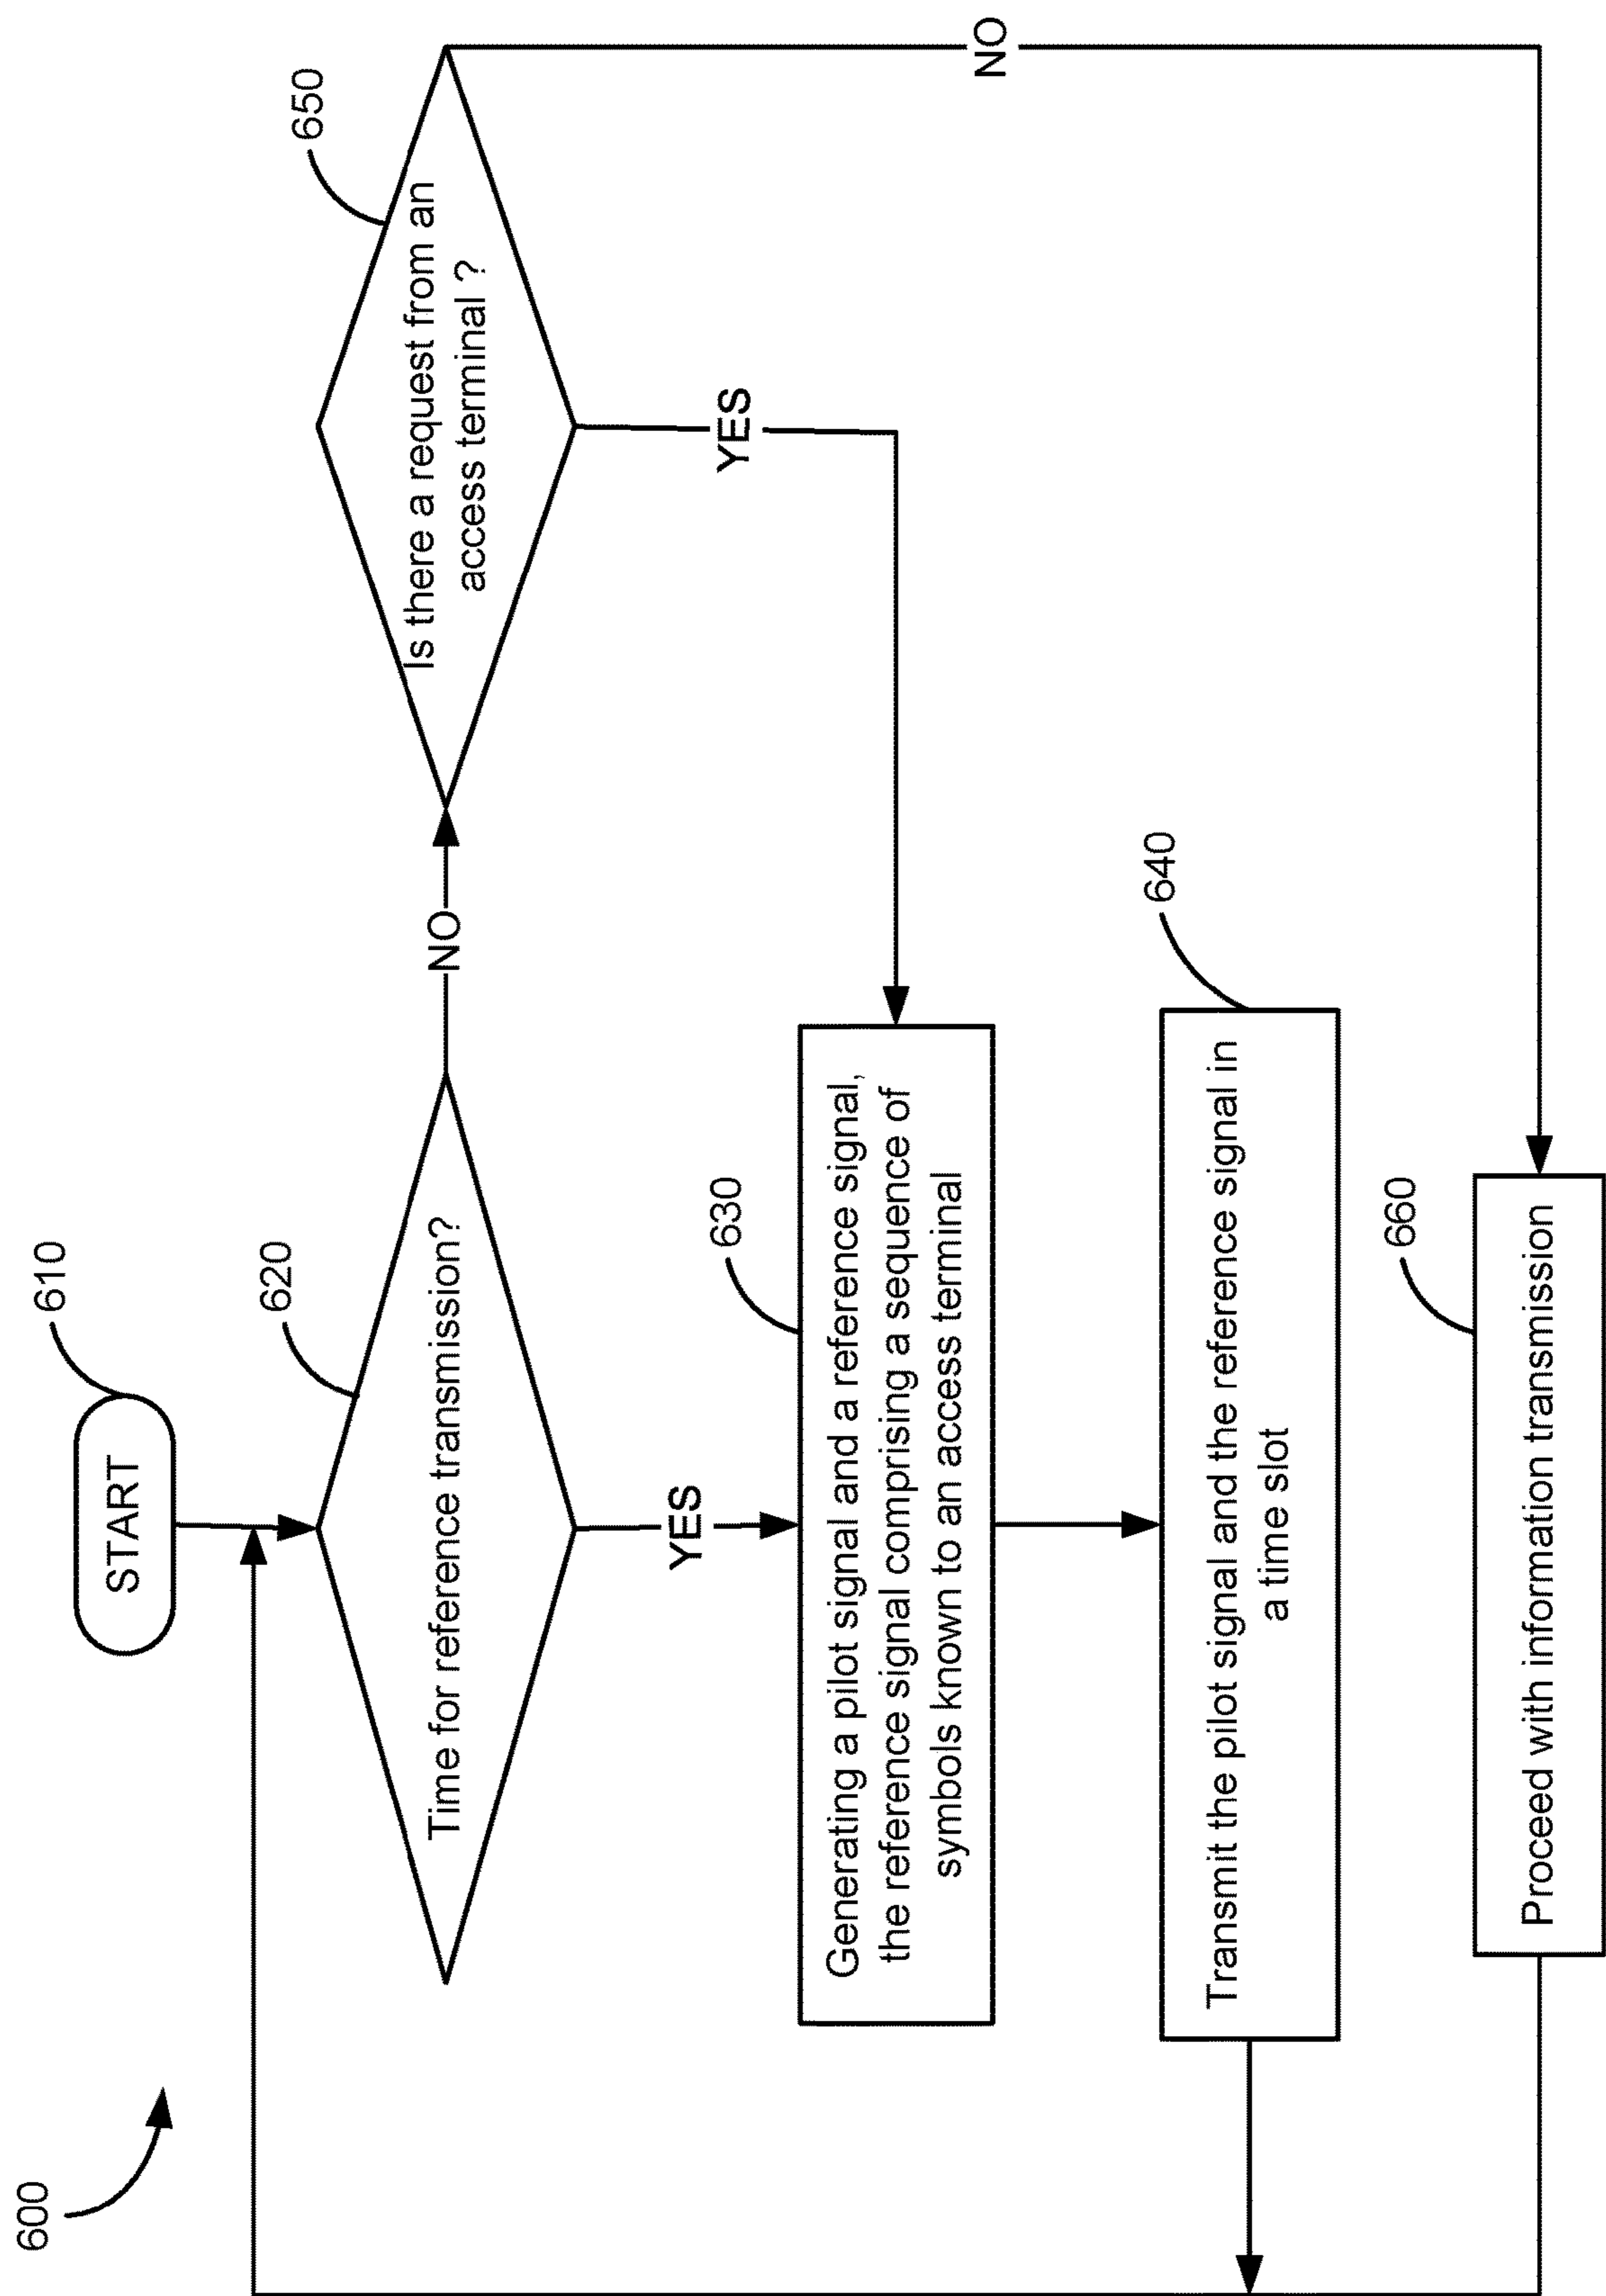 600
START
610
Time for reference transmission?
620
NO
Is there a request from an
access terminal ?
650
YES
YES
NO
Generating a pilot signal and a reference signal,
the reference signal comprising a sequence of
symbols known to an access terminal
630
Transmit the pilot signal and the reference signal in
a time slot
640
Proceed with information transmission
660